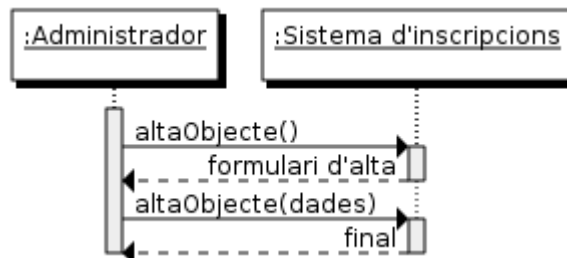 :Administrador
:Sistema d'inscripcions
altaObjecte()
formulari d'alta
altaObjecte(dades)
final